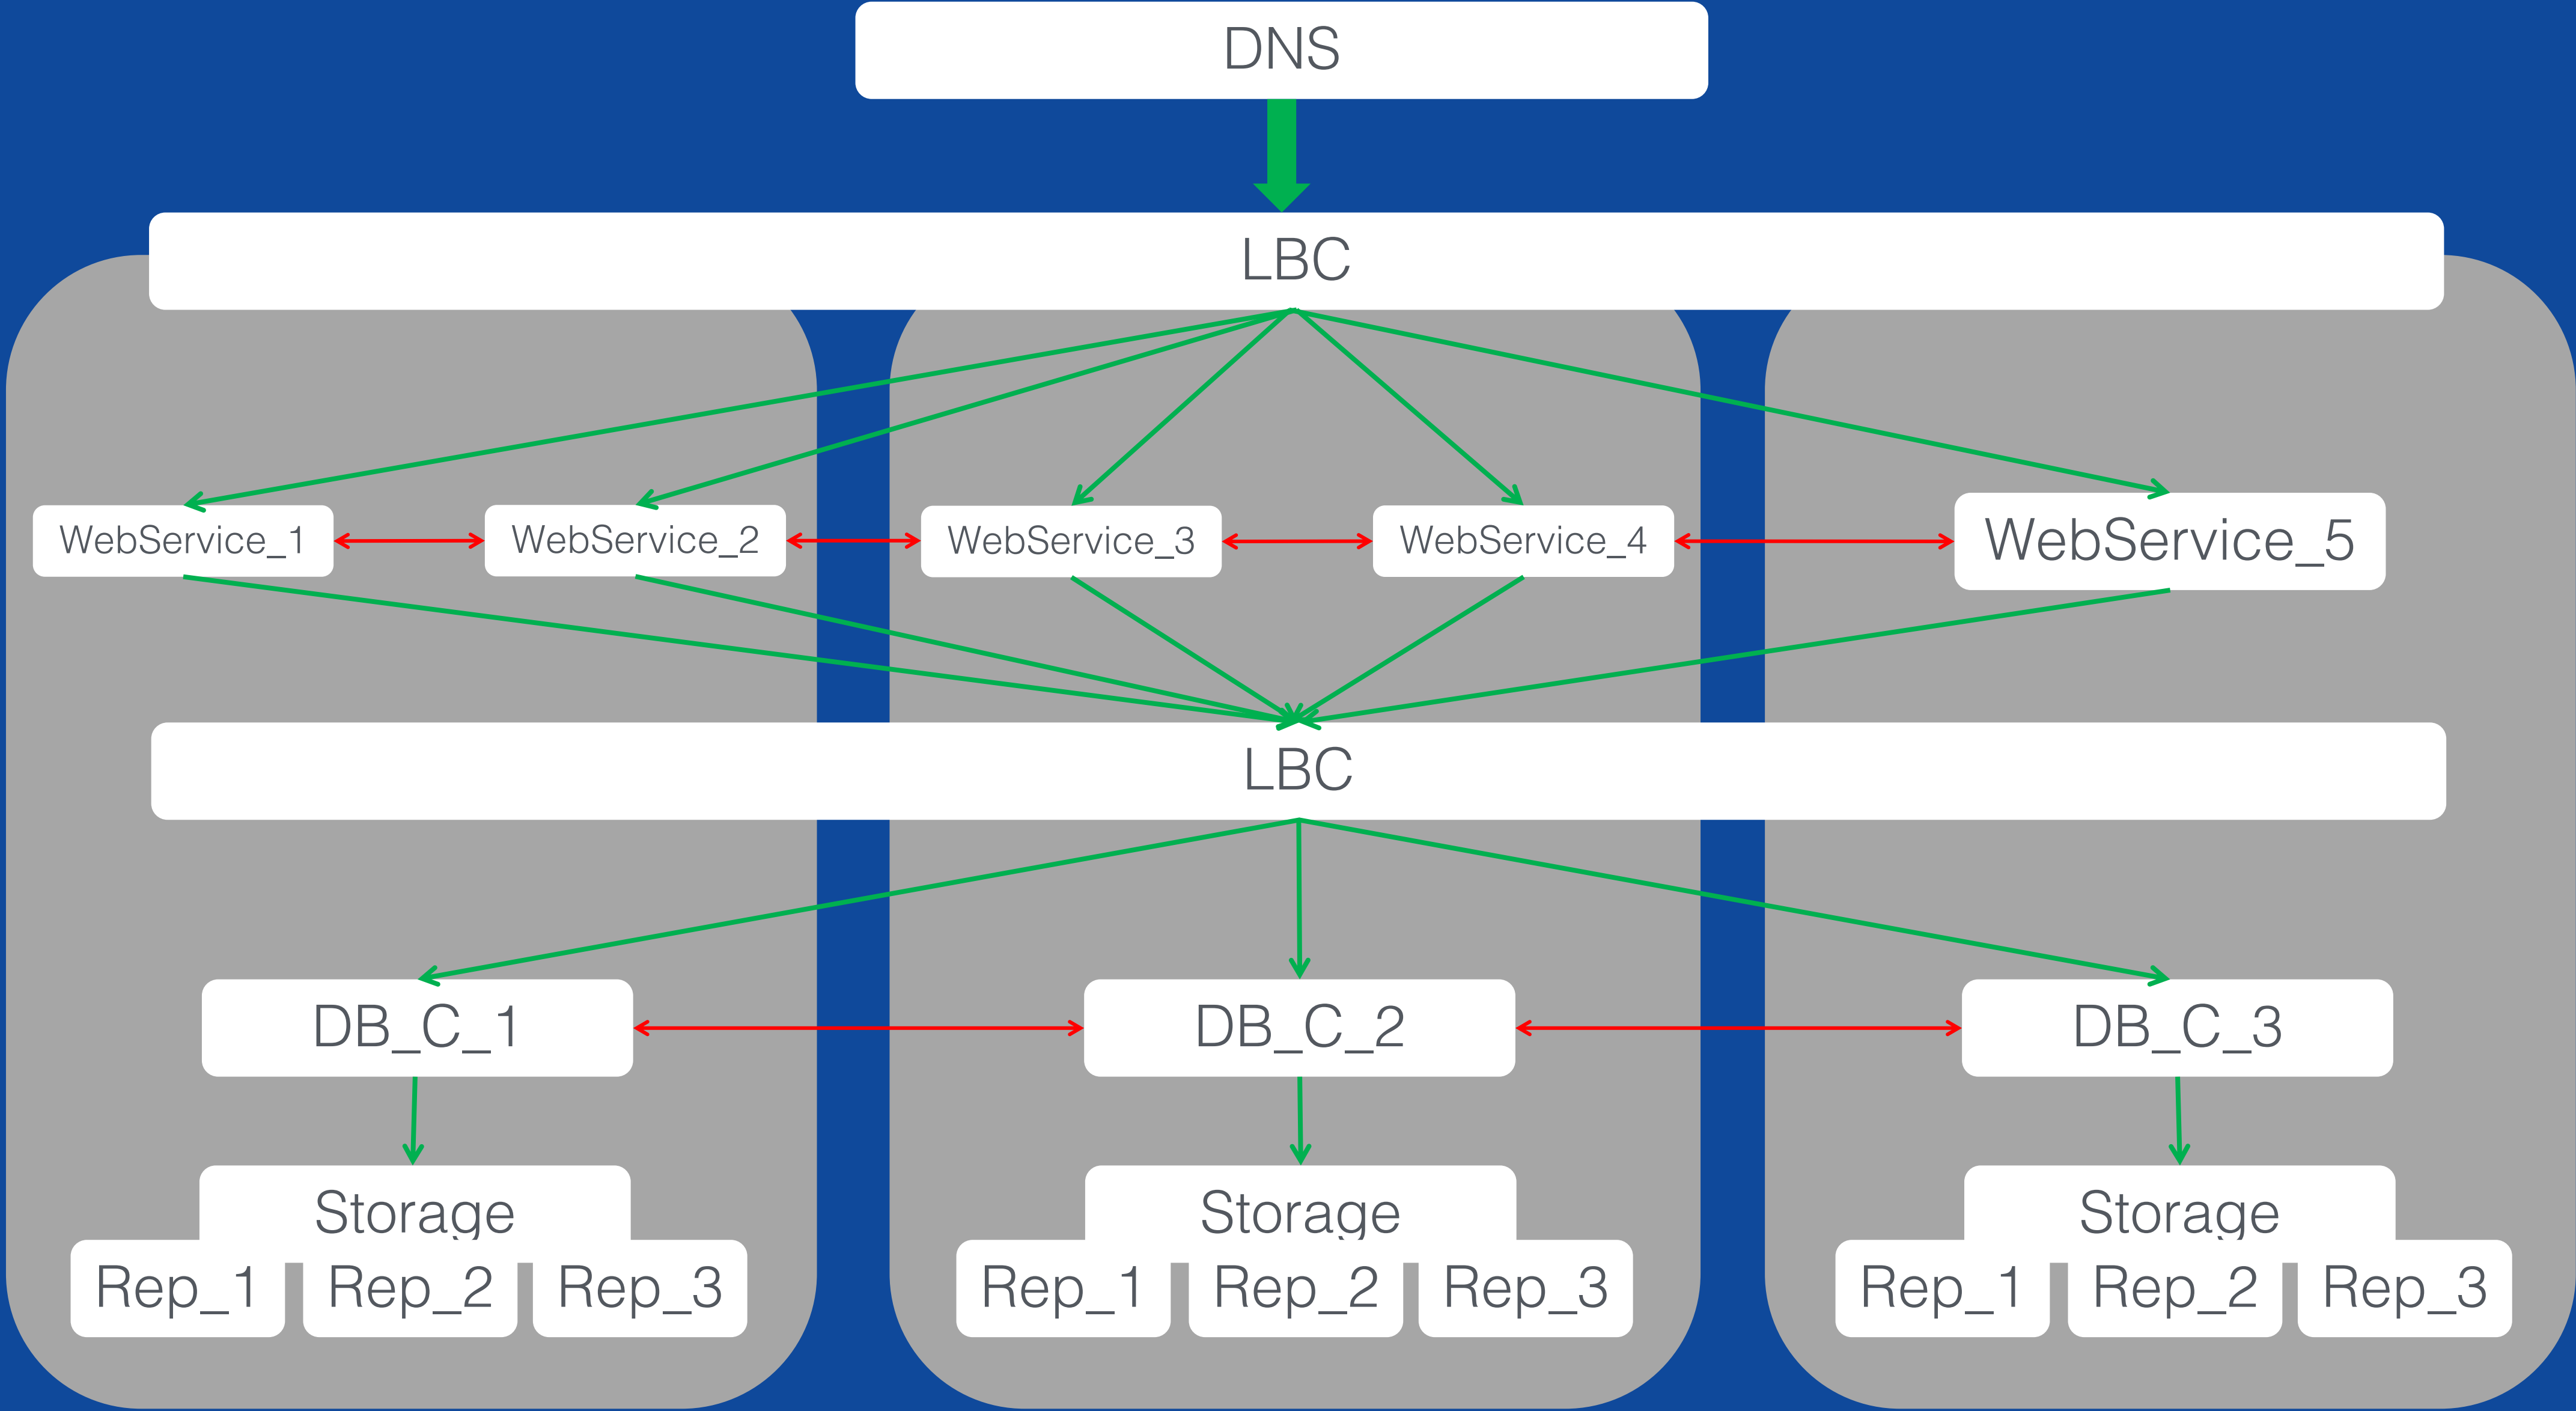 DNS
LBC
WebService_1
WebService_2
WebService_3
WebService_4
WebService_5
LBC
DB_C_1
DB_C_2
DB_C_3
Storage
Storage
Storage
Rep_1
Rep_2
Rep_3
Rep_1
Rep_2
Rep_3
Rep_1
Rep_2
Rep_3